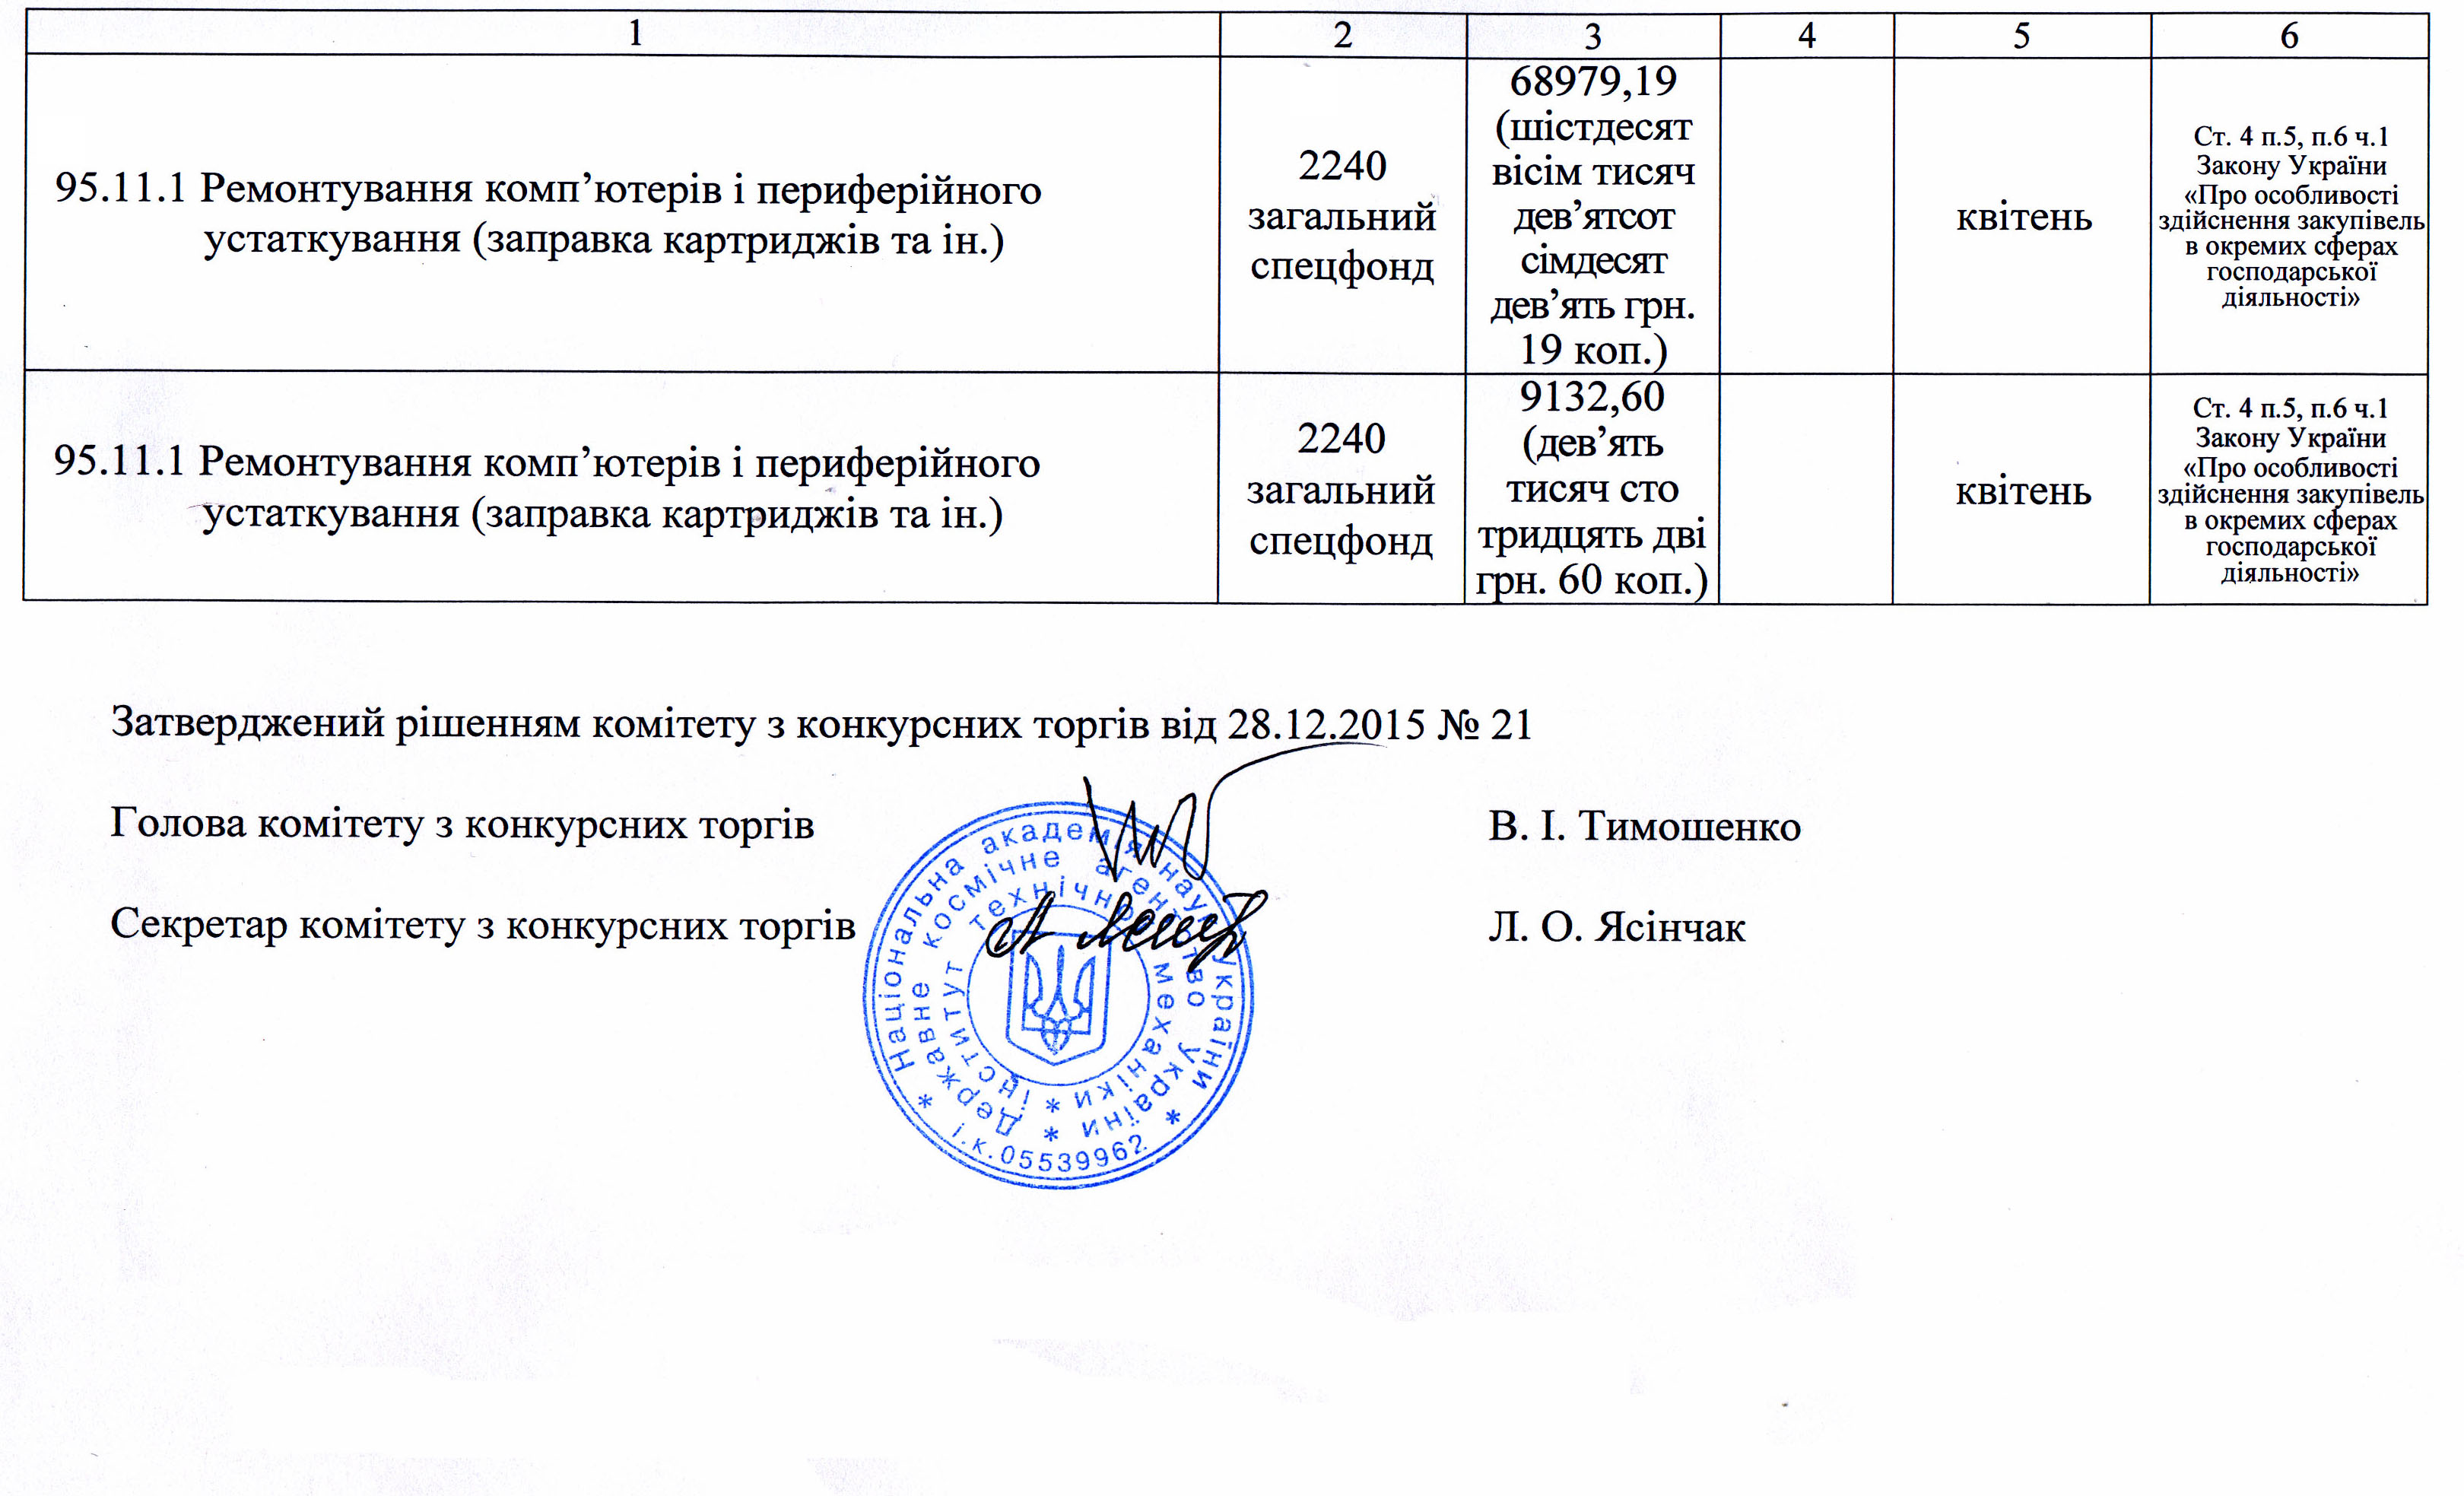 1 2 3 4 5 6
95.11.1 Ремонтування комп’ютерів і периферійного
устаткування (заправка картриджів та ін.)
2240
загальний
спецфонд
68979,19
(шістдесят
вісім тисяч
дев’ятсот
сімдесят
дев’ять грн.
19 коп.)
квітень
Ст. 4 п.5, п.6 ч.1
Закону України
«Про особливості
здійснення закупівель
в окремих сферах
господарської
діяльності»
95.11.1 Ремонтування комп’ютерів і периферійного
устаткування (заправка картриджів та ін.)
2240
загальний
спецфонд
9132,60
(дев’ять
тисяч сто
тридцять дві
грн. 60 коп.)
квітень
Ст. 4 п.5, п.6 ч.1
Закону України
«Про особливості
здійснення закупівель
в окремих сферах
господарської
діяльності»
Затверджений рішенням комітету з конкурсних торгів від 28.12.2015 № 21
Голова комітету з конкурсних торгів В. І. Тимошенко
Секретар комітету з конкурсних торгів Л. О. Ясінчак
* Національна академія наук України *
Державне космічне агентство України *
Інститут технічної механіки *
і.к.05539962